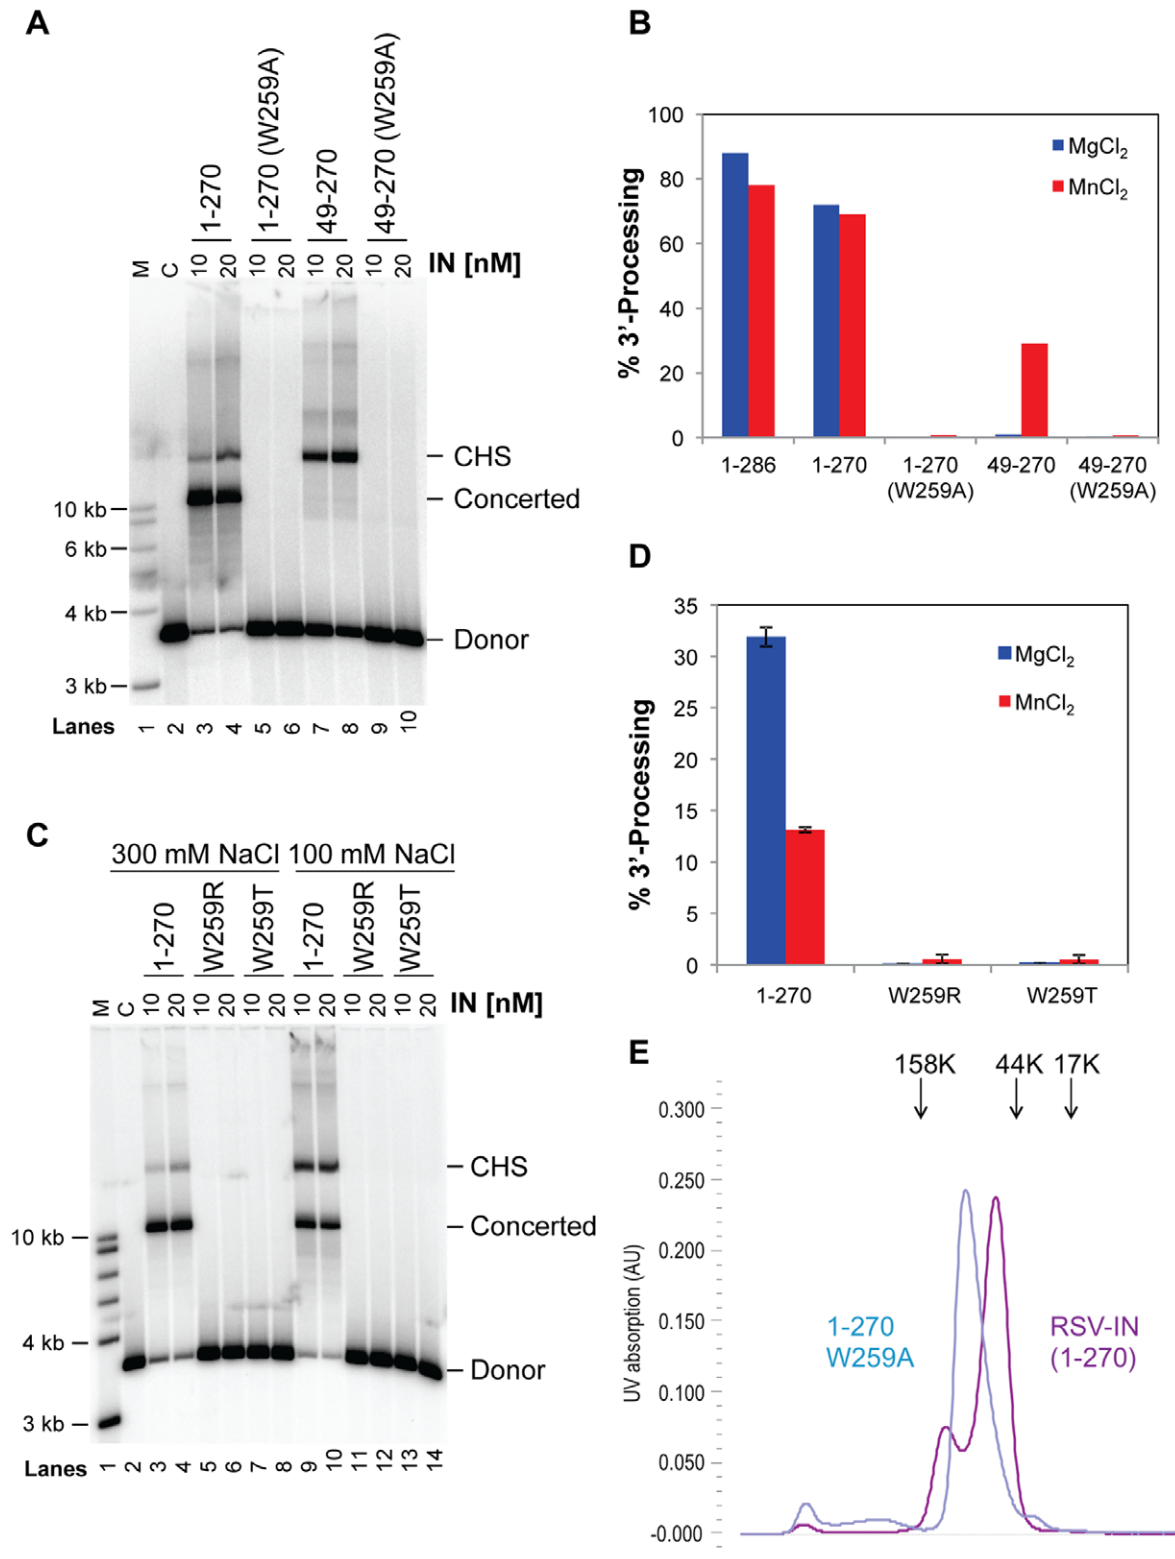 A
1-270
1-270 (W259A)
49-270
49-270 (W259A)
M
C
10
20
10
20
10
20
10
20
IN [nM]
CHS
Concerted
10 kb
6 kb
4 kb
Donor
3 kb
Lanes
1
2
3
4
5
6
7
8
9
10
B
% 3'-Processing
100
80
60
40
20
0
MgCl₂
MnCl₂
1-286
1-270
1-270
(W259A)
49-270
49-270
(W259A)
C
300 mM NaCl
100 mM NaCl
1-270
W259R
W259T
1-270
W259R
W259T
M
C
10
20
10
20
10
20
10
20
10
20
10
20
IN [nM]
CHS
Concerted
10 kb
4 kb
Donor
3 kb
Lanes
1
2
3
4
5
6
7
8
9
10
11
12
13
14
D
% 3'-Processing
35
30
25
20
15
10
5
0
MgCl₂
MnCl₂
1-270
W259R
W259T
E
158K
44K
17K
UV absorption (AU)
0.300
0.250
0.200
0.150
0.100
0.050
-0.000
1-270
W259A
RSV-IN
(1-270)